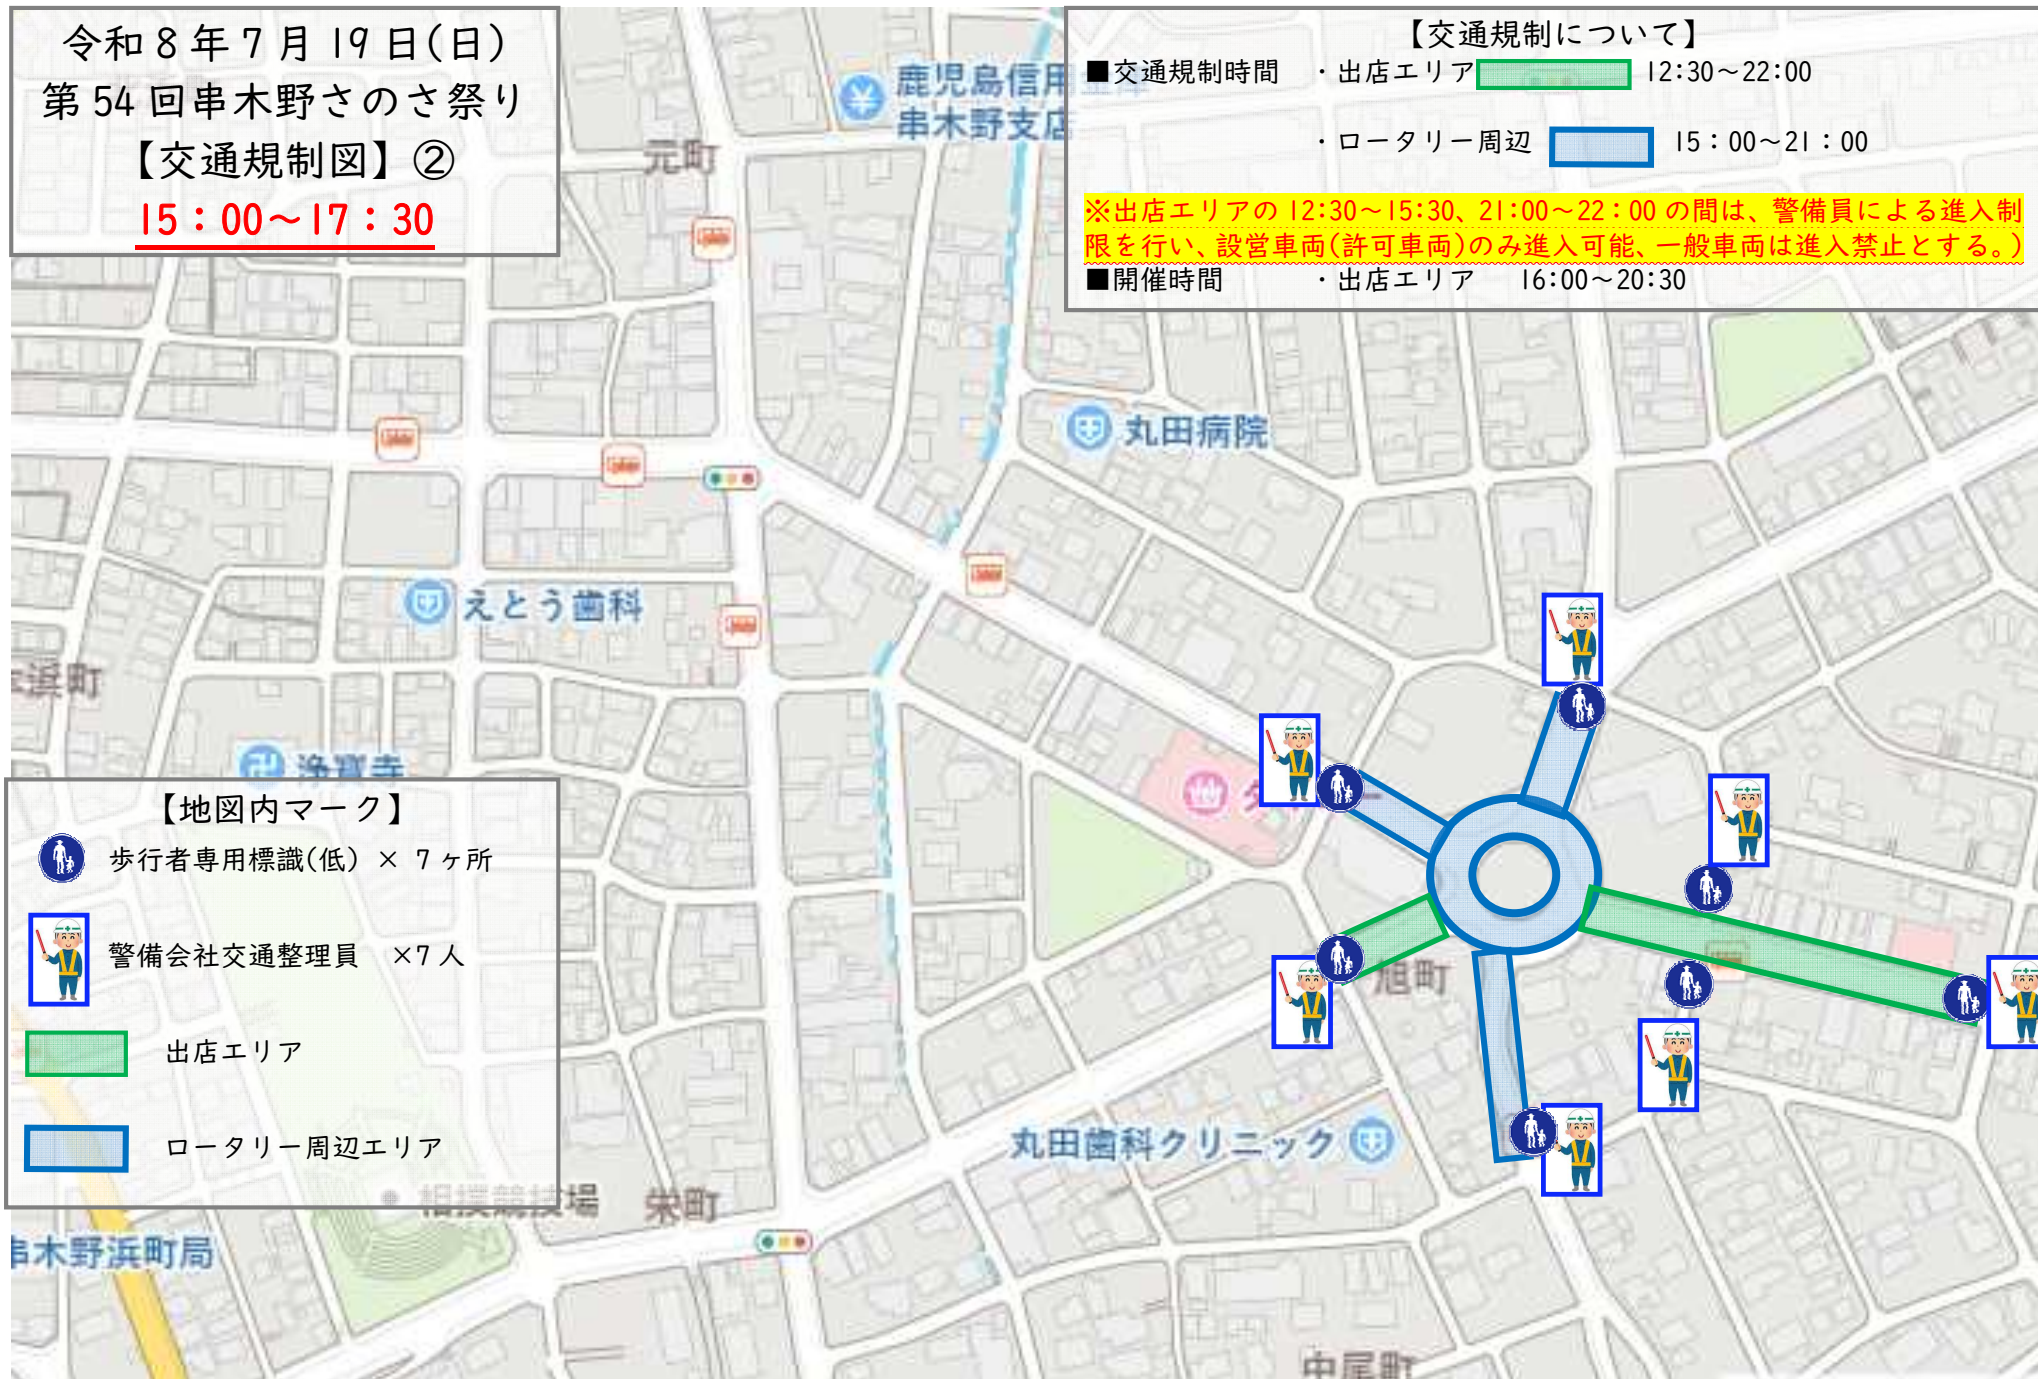 令和8年7月19日(日)
第54回串木野さのさ祭り
【交通規制図】②
15：00～17：30
【交通規制について】
■交通規制時間 ・出店エリア 12:30～22:00
・ロータリー周辺 15：00～21：00
※出店エリアの12:30～15:30、21:00～22：00の間は、警備員による進入制
限を行い、設営車両(許可車両)のみ進入可能、一般車両は進入禁止とする。)
■開催時間 ・出店エリア 16:00～20:30
鹿児島信用
串木野支店
元町
丸田病院
えとう歯科
浜町
浄寳寺
【地図内マーク】
歩行者専用標識(低) × 7ヶ所
警備会社交通整理員 ×7人
出店エリア
ロータリー周辺エリア
旭町
丸田歯科クリニック
相撲競技場
栄町
串木野浜町局
中尾町